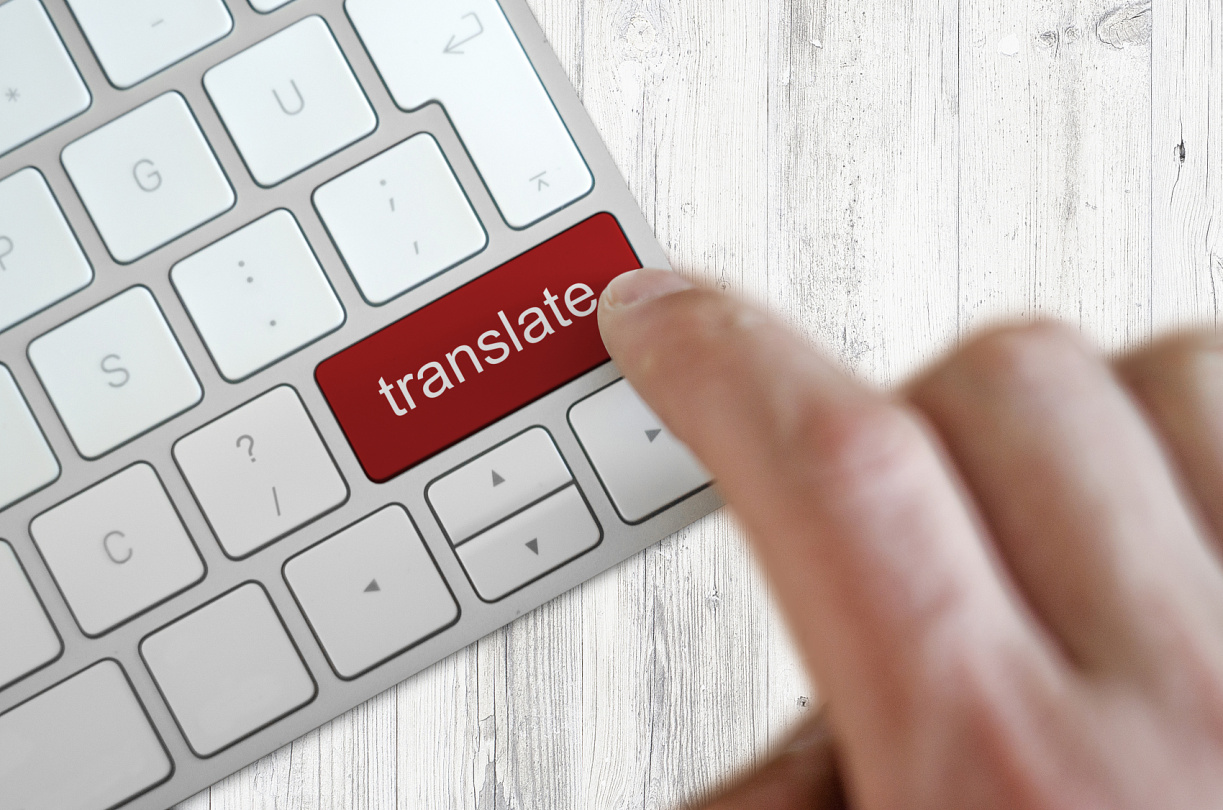 *
-
U
G
;
,
P
:
.
translate
S
?
/
C